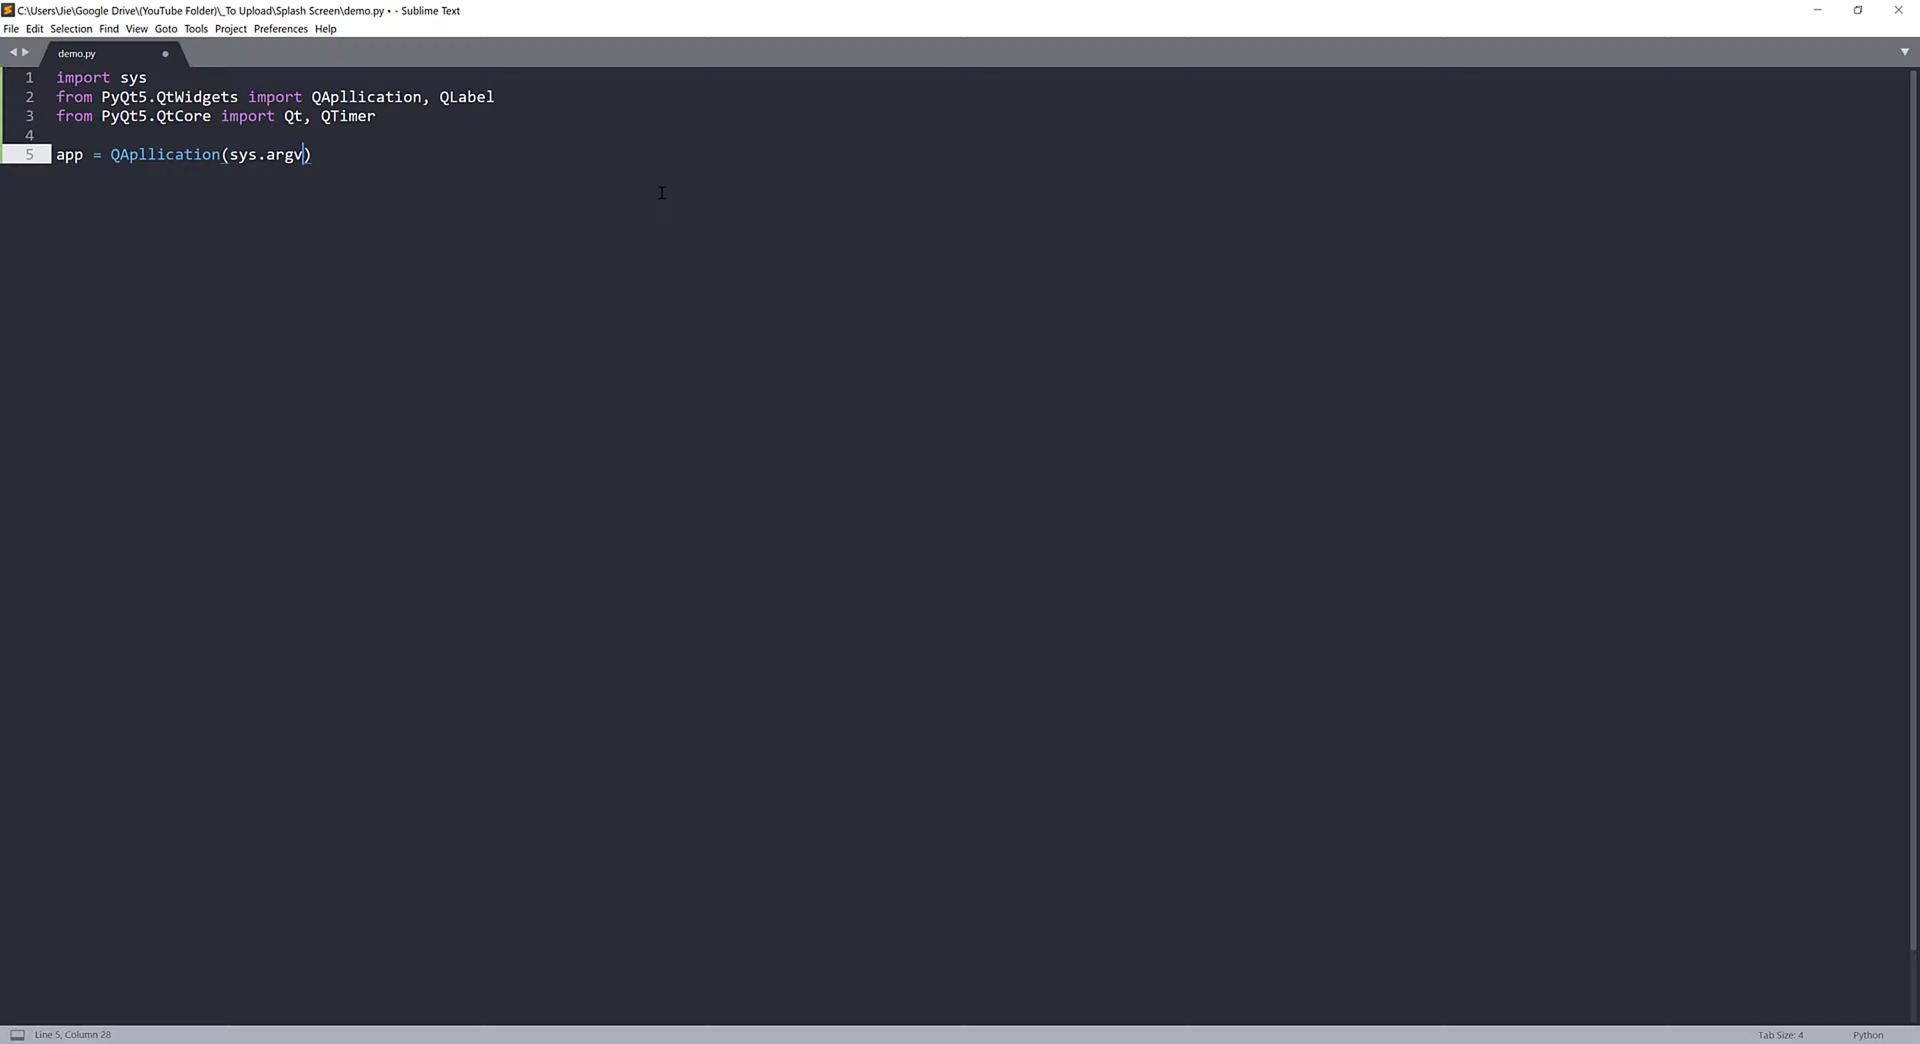 C:\Users\Jie\Google Drive\(YouTube Folder)\_To Upload\Splash Screen\demo.py • - Sublime Text
File Edit Selection Find View Goto Tools Project Preferences Help
demo.py
1 import sys
2 from PyQt5.QtWidgets import QApllication, QLabel
3 from PyQt5.QtCore import Qt, QTimer
4
5 app = QApllication(sys.argv)
Line 5, Column 28 Tab Size: 4 Python